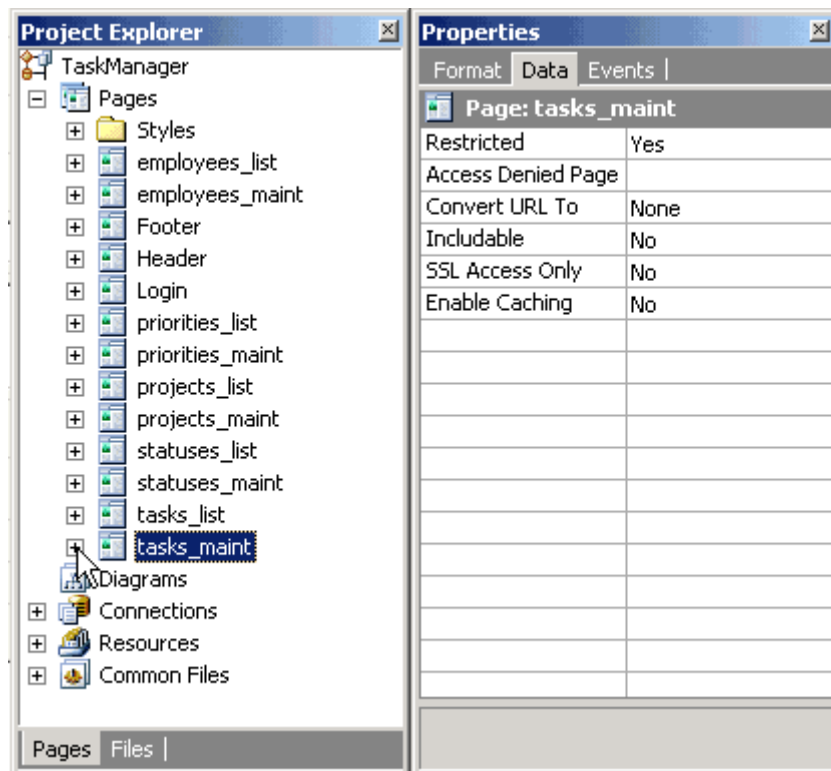 Project Explorer
TaskManager
Pages
Styles
employees_list
employees_maint
Footer
Header
Login
priorities_list
priorities_maint
projects_list
projects_maint
statuses_list
statuses_maint
tasks_list
tasks_maint
Diagrams
Connections
Resources
Common Files
Pages Files
Properties
Format Data Events
Page: tasks_maint
Restricted Yes
Access Denied Page
Convert URL To None
Includable No
SSL Access Only No
Enable Caching No